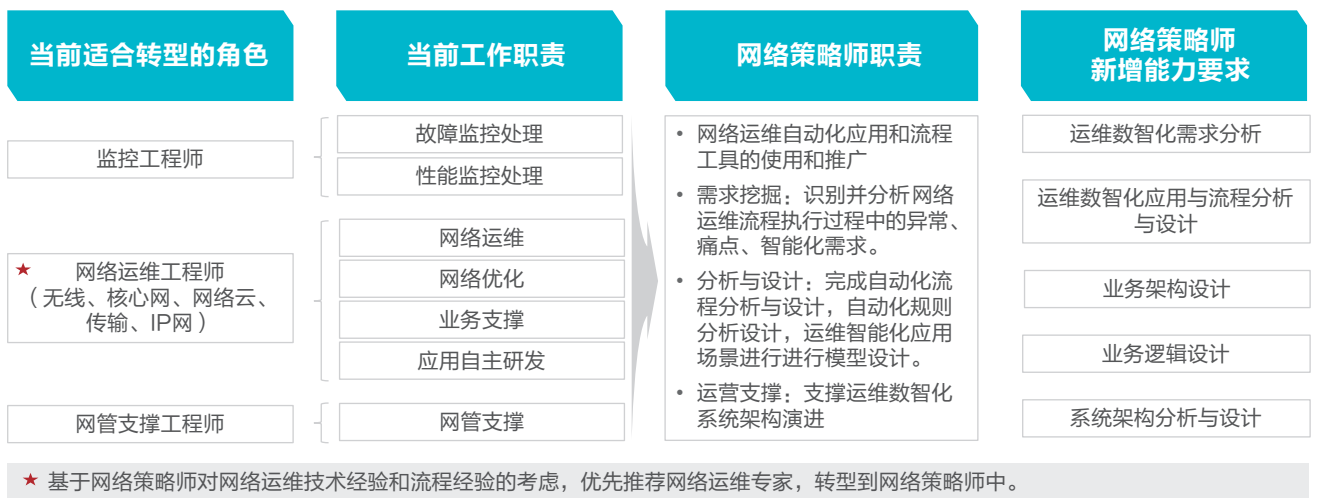 当前适合转型的角色
当前工作职责
网络策略师职责
网络策略师
新增能力要求
监控工程师
故障监控处理
性能监控处理
★ 网络运维工程师
（无线、核心网、网络云、
传输、IP网）
网络运维
网络优化
业务支撑
应用自主研发
网管支撑工程师
网管支撑
• 网络运维自动化应用和流程
工具的使用和推广
• 需求挖掘：识别并分析网络
运维流程执行过程中的异常、
痛点、智能化需求。
• 分析与设计：完成自动化流
程分析与设计，自动化规则
分析设计，运维智能化应用
场景进行进行模型设计。
• 运营支撑：支撑运维数智化
系统架构演进
运维数智化需求分析
运维数智化应用与流程分析
与设计
业务架构设计
业务逻辑设计
系统架构分析与设计
★ 基于网络策略师对网络运维技术经验和流程经验的考虑，优先推荐网络运维专家，转型到网络策略师中。